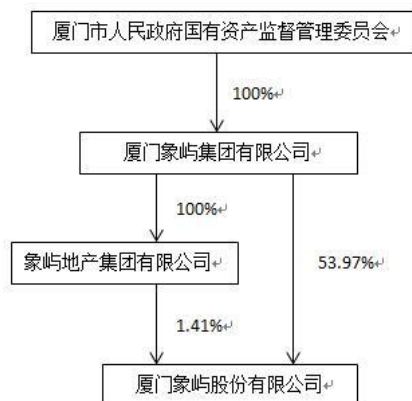 厦门市人民政府国有资产监督管理委员会
100%
厦门象屿集团有限公司
100%
象屿地产集团有限公司
53.97%
1.41%
厦门象屿股份有限公司